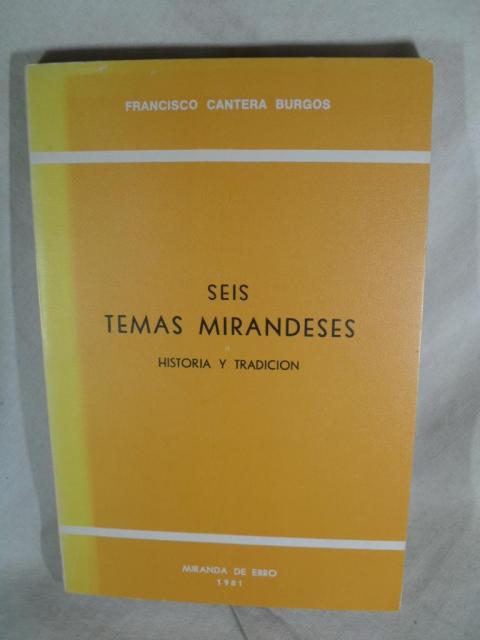 FRANCISCO CANTERA BURGOS
SEIS
TEMAS MIRANDESES
HISTORIA Y TRADICION
MIRANDA DE EBRO
1981